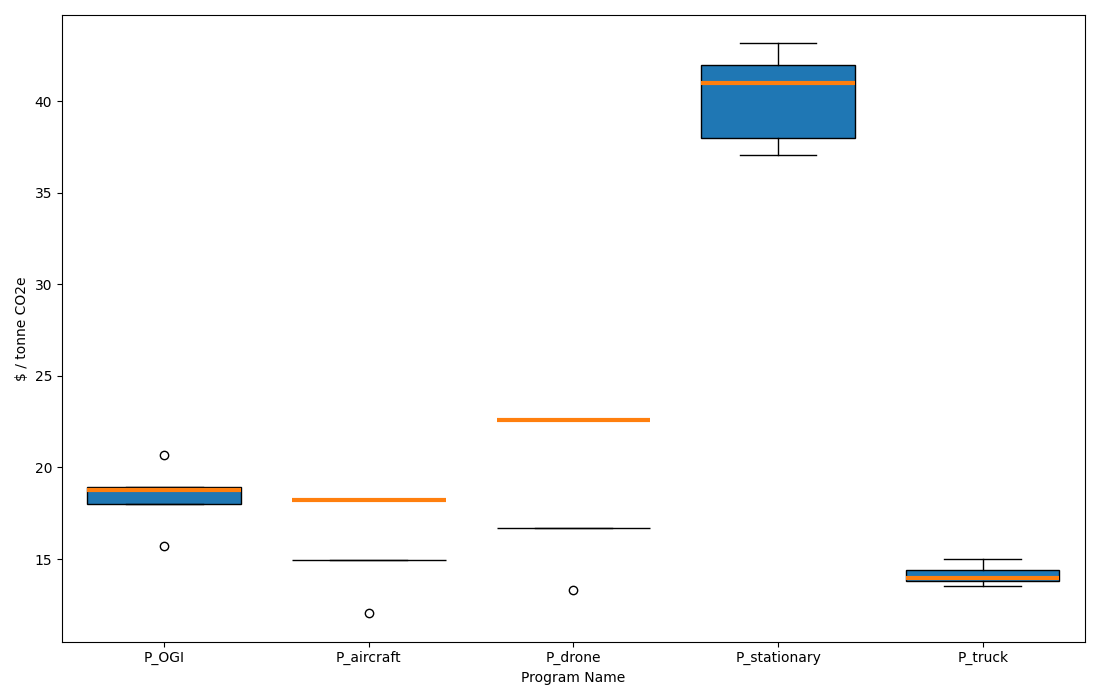 $ / tonne CO2e
40
35
30
25
20
15
P_OGI P_aircraft P_drone P_stationary P_truck
Program Name